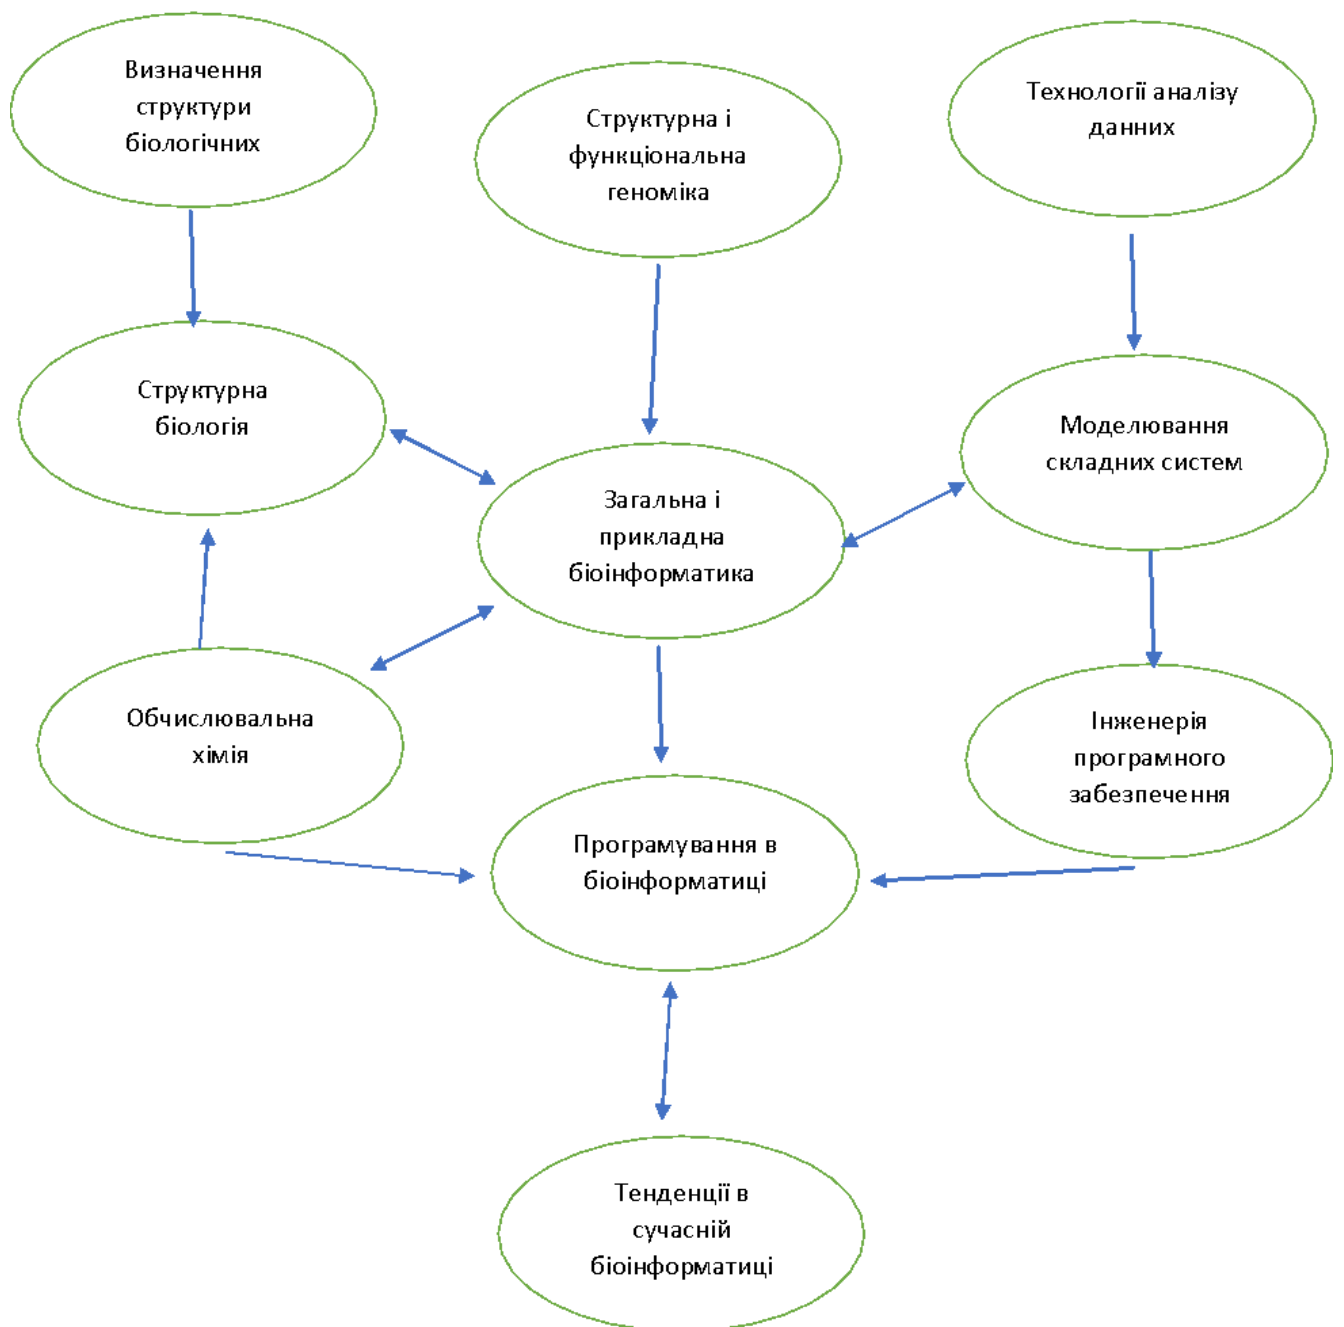 Визначення
структури
біологічних
Структурна і
функціональна
геноміка
Технології аналізу
данних
Структурна
біологія
Моделювання
складних систем
Загальна і
прикладна
біоінформатика
Обчислювальна
хімія
Інженерія
програмного
забезпечення
Програмування в
біоінформатиці
Тенденції в
сучасній
біоінформатиці